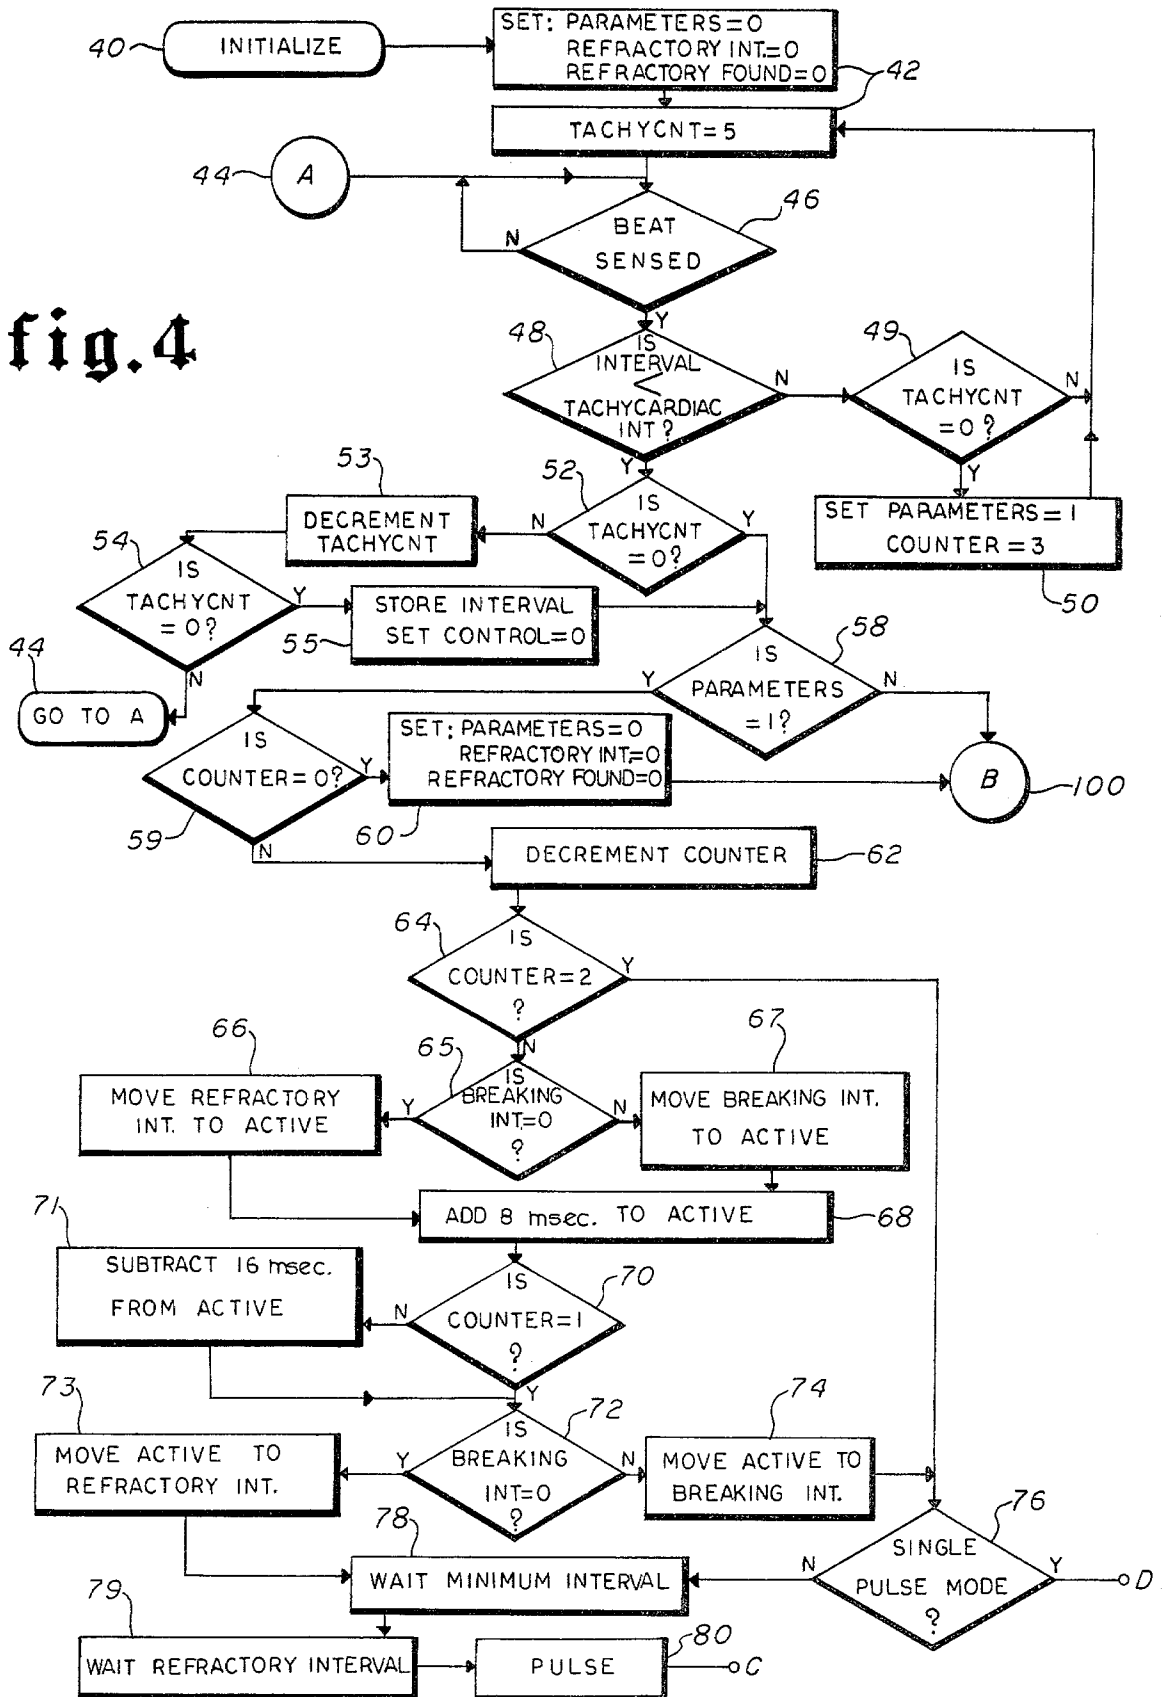 40
INITIALIZE
SET: PARAMETERS=0
REFRACTORY INT.=0
REFRACTORY FOUND=0
42
TACHYCNT=5
44
A
46
BEAT
SENSED
N
Y
fig.4
48
IS
INTERVAL
<
TACHYCARDIAC
INT?
N
Y
49
IS
TACHYCNT
=0?
N
Y
SET PARAMETERS=1
COUNTER=3
50
52
IS
TACHYCNT
=0?
N
Y
53
DECREMENT
TACHYCNT
54
IS
TACHYCNT
=0?
Y
N
STORE INTERVAL
SET CONTROL=0
55
44
GO TO A
58
IS
PARAMETERS
=1?
Y
N
IS
COUNTER=0?
Y
N
59
SET: PARAMETERS=0
REFRACTORY INT.=0
REFRACTORY FOUND=0
60
B
100
DECREMENT COUNTER
62
64
IS
COUNTER=2
?
Y
N
66
MOVE REFRACTORY
INT. TO ACTIVE
65
IS
BREAKING
INT.=0
?
Y
N
67
MOVE BREAKING INT.
TO ACTIVE
ADD 8 msec. TO ACTIVE
68
71
SUBTRACT 16 msec.
FROM ACTIVE
70
IS
COUNTER=1
?
N
Y
73
MOVE ACTIVE TO
REFRACTORY INT.
72
IS
BREAKING
INT=0
?
Y
N
74
MOVE ACTIVE TO
BREAKING INT.
76
SINGLE
PULSE MODE
?
N
Y
D
78
WAIT MINIMUM INTERVAL
79
WAIT REFRACTORY INTERVAL
80
PULSE
C